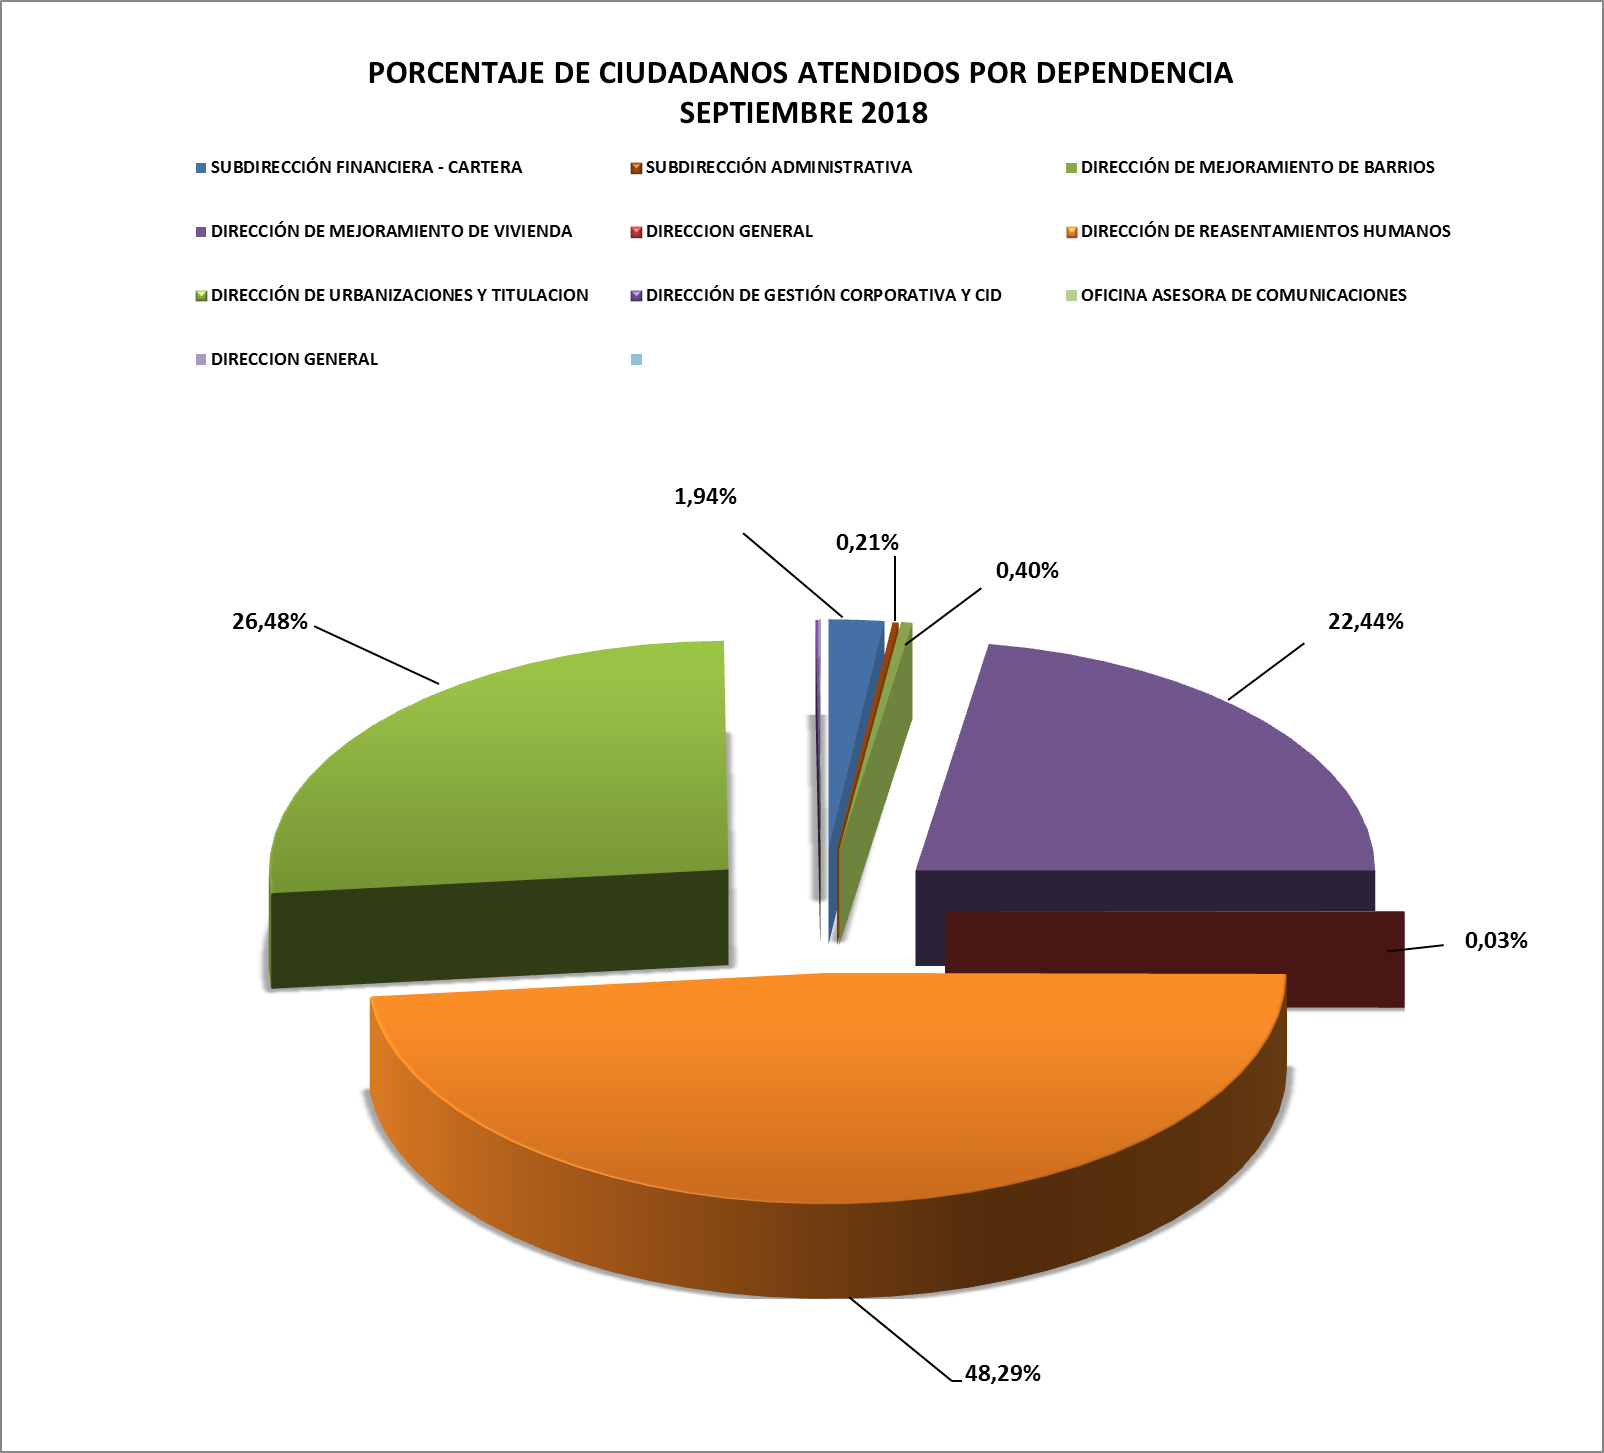 PORCENTAJE DE CIUDADANOS ATENDIDOS POR DEPENDENCIA
SEPTIEMBRE 2018
SUBDIRECCIÓN FINANCIERA - CARTERA
SUBDIRECCIÓN ADMINISTRATIVA
DIRECCIÓN DE MEJORAMIENTO DE BARRIOS
DIRECCIÓN DE MEJORAMIENTO DE VIVIENDA
DIRECCION GENERAL
DIRECCIÓN DE REASENTAMIENTOS HUMANOS
DIRECCIÓN DE URBANIZACIONES Y TITULACION
DIRECCIÓN DE GESTIÓN CORPORATIVA Y CID
OFICINA ASESORA DE COMUNICACIONES
DIRECCION GENERAL
1,94%
0,21%
0,40%
26,48%
22,44%
0,03%
48,29%